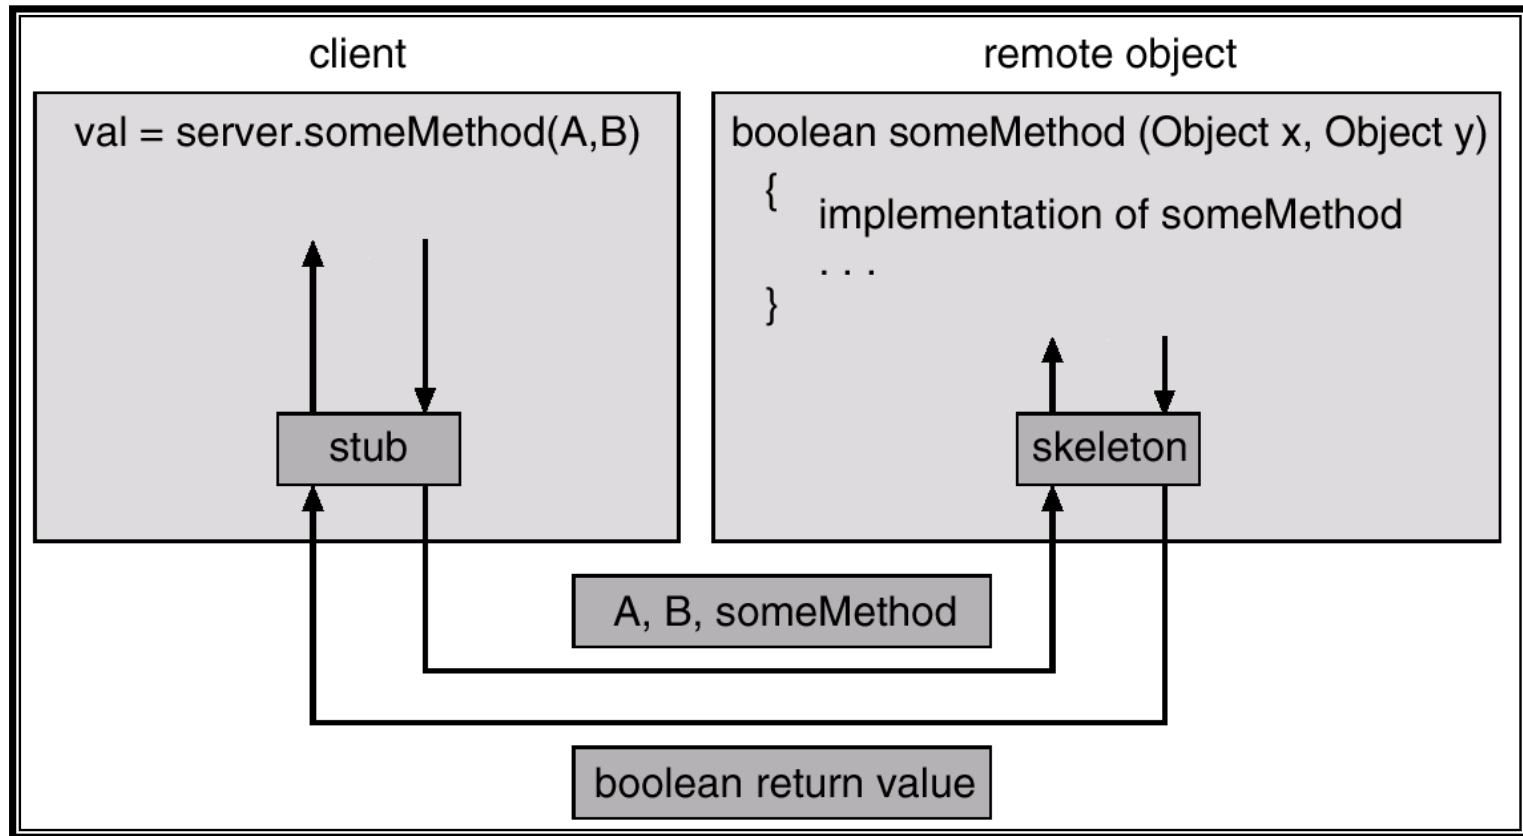 client
val = server.someMethod(A,B)
stub
remote object
boolean someMethod (Object x, Object y)
{
implementation of someMethod
. . .
}
skeleton
A, B, someMethod
boolean return value